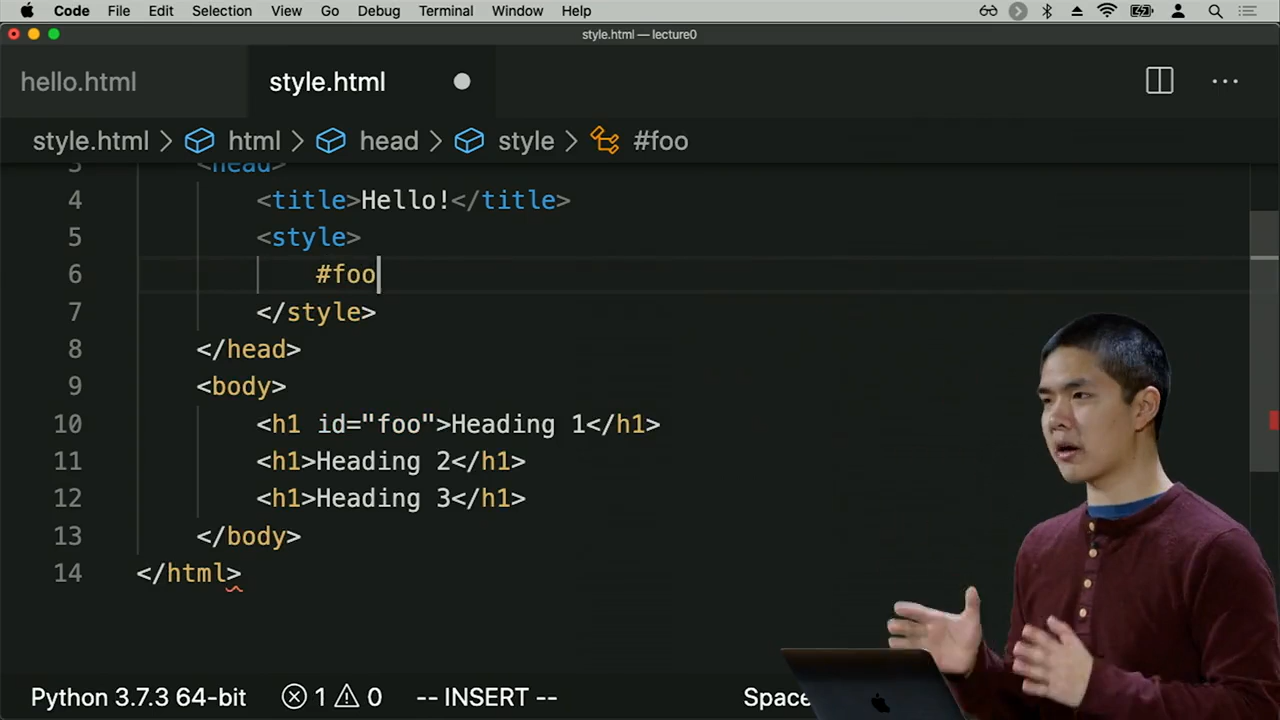 Code File Edit Selection View Go Debug Terminal Window Help
style.html — lecture0
hello.html style.html
style.html > html > head > style > #foo
3 <head>
4 <title>Hello!</title>
5 <style>
6 #foo
7 </style>
8 </head>
9 <body>
10 <h1 id="foo">Heading 1</h1>
11 <h1>Heading 2</h1>
12 <h1>Heading 3</h1>
13 </body>
14 </html>
Python 3.7.3 64-bit 1 0 -- INSERT --